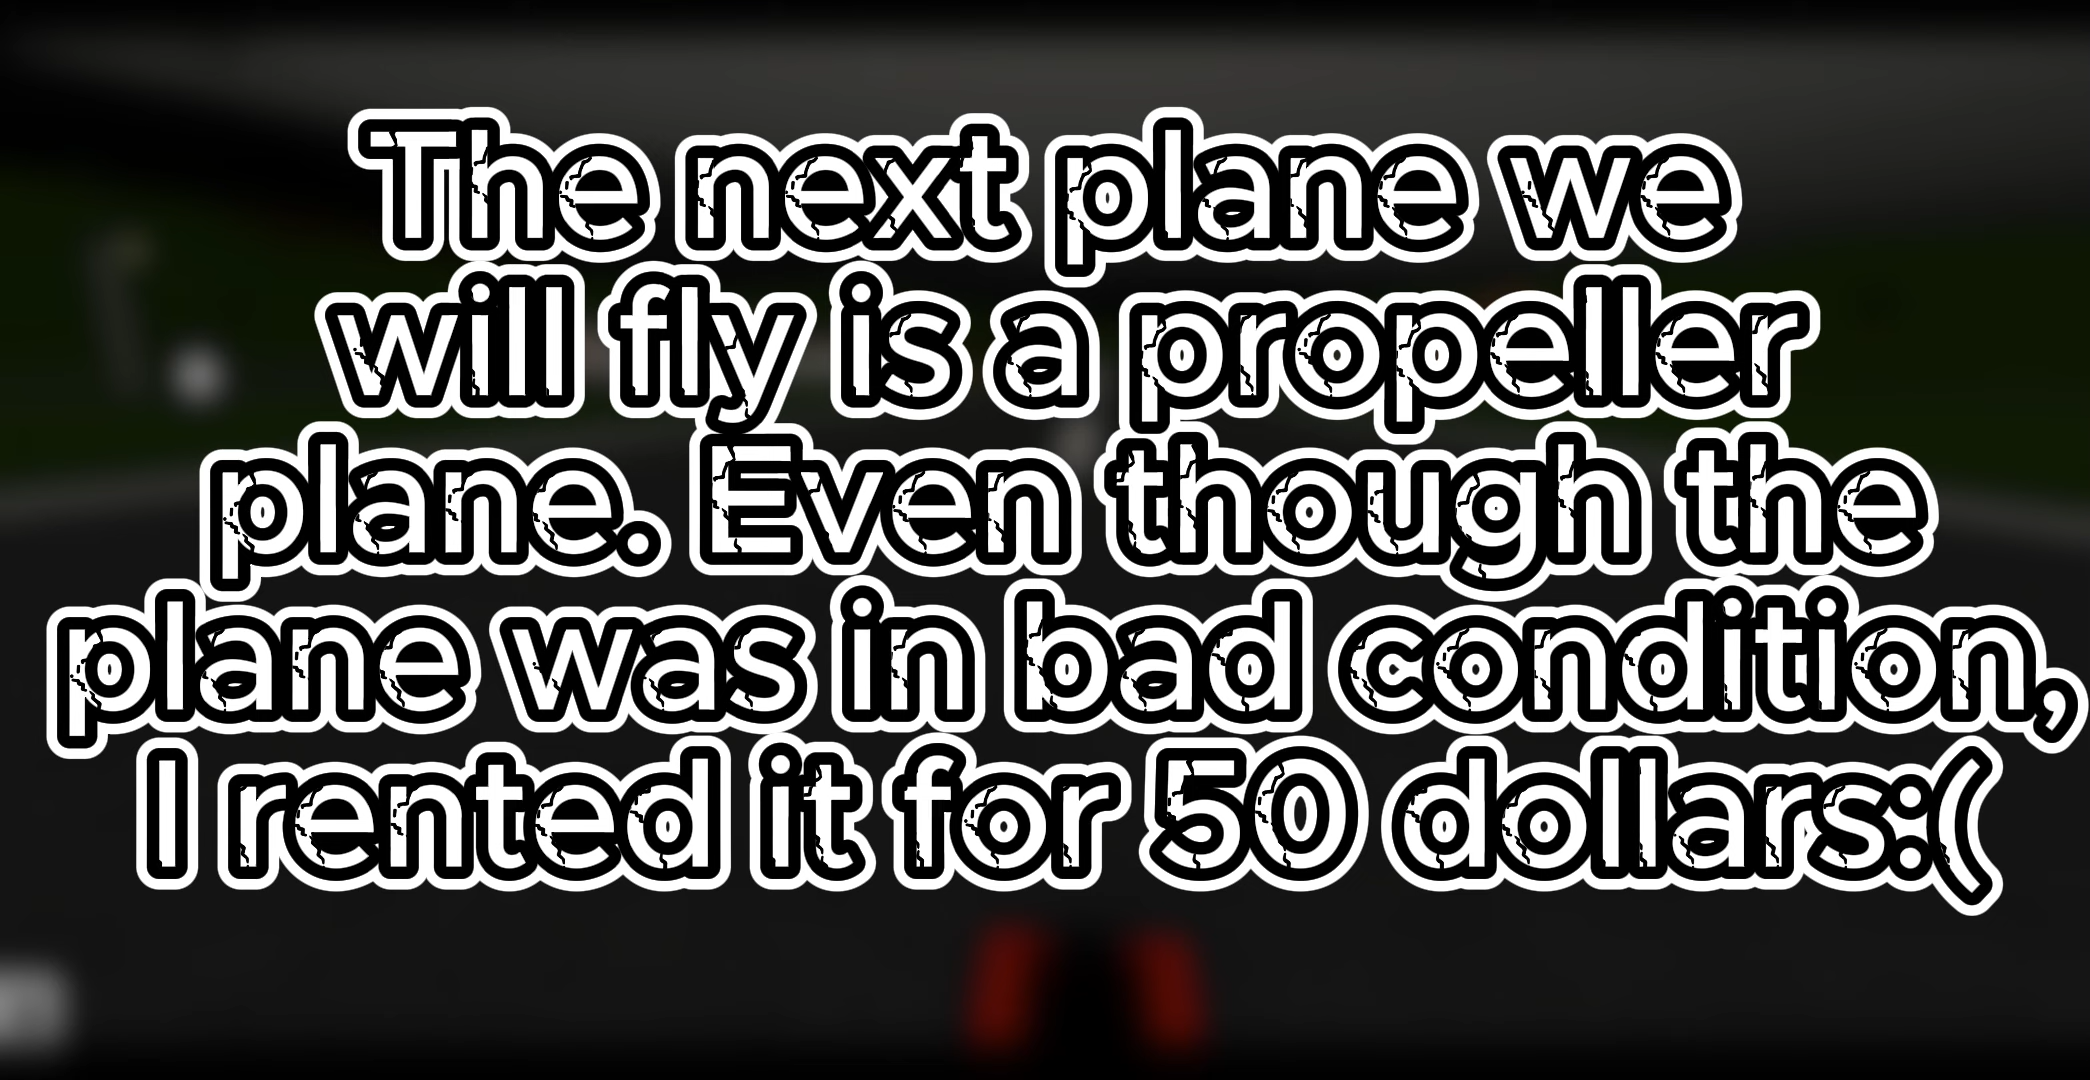 The next plane we
will fly is a propeller
plane. Even though the
plane was in bad condition,
I rented it for 50 dollars:(